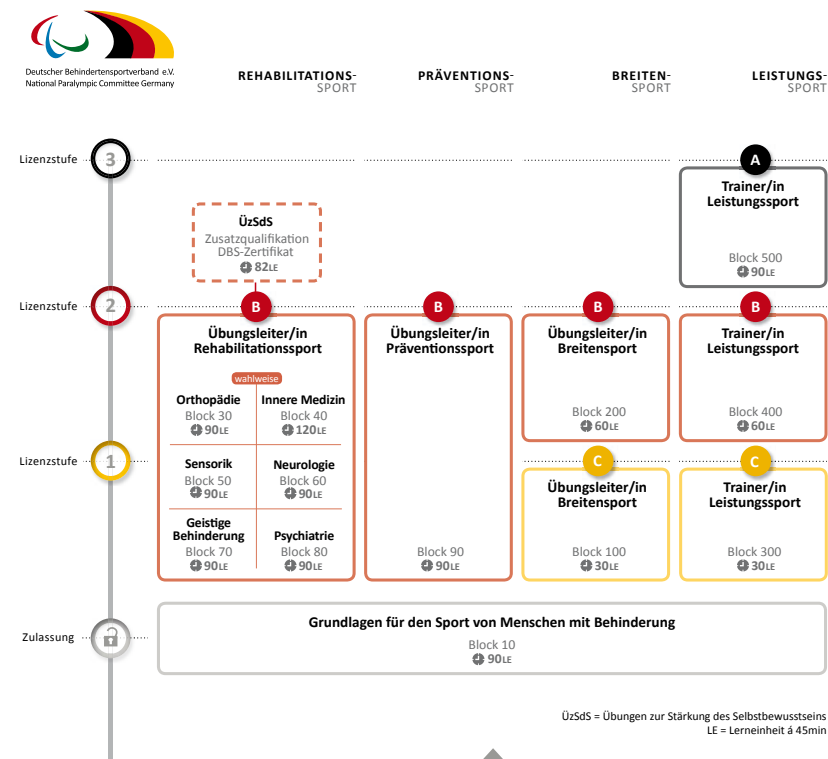 Deutscher Behindertensportverband e.V.
National Paralympic Committee Germany
REHABILITATIONS-
SPORT
PRÄVENTIONS-
SPORT
BREITEN-
SPORT
LEISTUNGS-
SPORT
Lizenzstufe
3
A
Trainer/in
Leistungssport
Block 500
90LE
ÜzSdS
Zusatzqualifikation
DBS-Zertifikat
82LE
Lizenzstufe
2
B
Übungsleiter/in
Rehabilitationssport
wahlweise
Orthopädie
Block 30
90LE
Innere Medizin
Block 40
120LE
Sensorik
Block 50
90LE
Neurologie
Block 60
90LE
Geistige
Behinderung
Block 70
90LE
Psychiatrie
Block 80
90LE
B
Übungsleiter/in
Präventionssport
Block 90
90LE
B
Übungsleiter/in
Breitensport
Block 200
60LE
B
Trainer/in
Leistungssport
Block 400
60LE
Lizenzstufe
1
C
Übungsleiter/in
Breitensport
Block 100
30LE
C
Trainer/in
Leistungssport
Block 300
30LE
Zulassung
Grundlagen für den Sport von Menschen mit Behinderung
Block 10
90LE
ÜzSdS = Übungen zur Stärkung des Selbstbewusstseins
LE = Lerneinheit á 45min